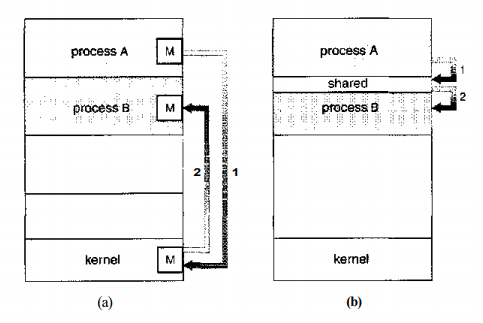 process A
M
process B
M
2
1
kernel
M
(a)
process A
1
shared
2
process B
kernel
(b)